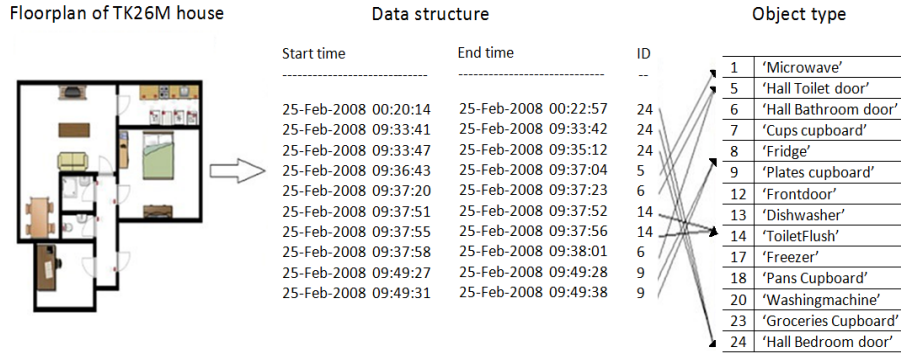 Floorplan of TK26M house
Data structure
Object type
Start time End time ID
---------------------------- ---------------------------- --
25-Feb-2008 00:20:14 25-Feb-2008 00:22:57 24
25-Feb-2008 09:33:41 25-Feb-2008 09:33:42 24
25-Feb-2008 09:33:47 25-Feb-2008 09:35:12 24
25-Feb-2008 09:36:43 25-Feb-2008 09:37:04 5
25-Feb-2008 09:37:20 25-Feb-2008 09:37:23 6
25-Feb-2008 09:37:51 25-Feb-2008 09:37:52 14
25-Feb-2008 09:37:55 25-Feb-2008 09:37:56 14
25-Feb-2008 09:37:58 25-Feb-2008 09:38:01 6
25-Feb-2008 09:49:27 25-Feb-2008 09:49:28 9
25-Feb-2008 09:49:31 25-Feb-2008 09:49:38 9
1 ‘Microwave’
5 ‘Hall Toilet door’
6 ‘Hall Bathroom door’
7 ‘Cups cupboard’
8 ‘Fridge’
9 ‘Plates cupboard’
12 ‘Frontdoor’
13 ‘Dishwasher’
14 ‘ToiletFlush’
17 ‘Freezer’
18 ‘Pans Cupboard’
20 ‘Washingmachine’
23 ‘Groceries Cupboard’
24 ‘Hall Bedroom door’